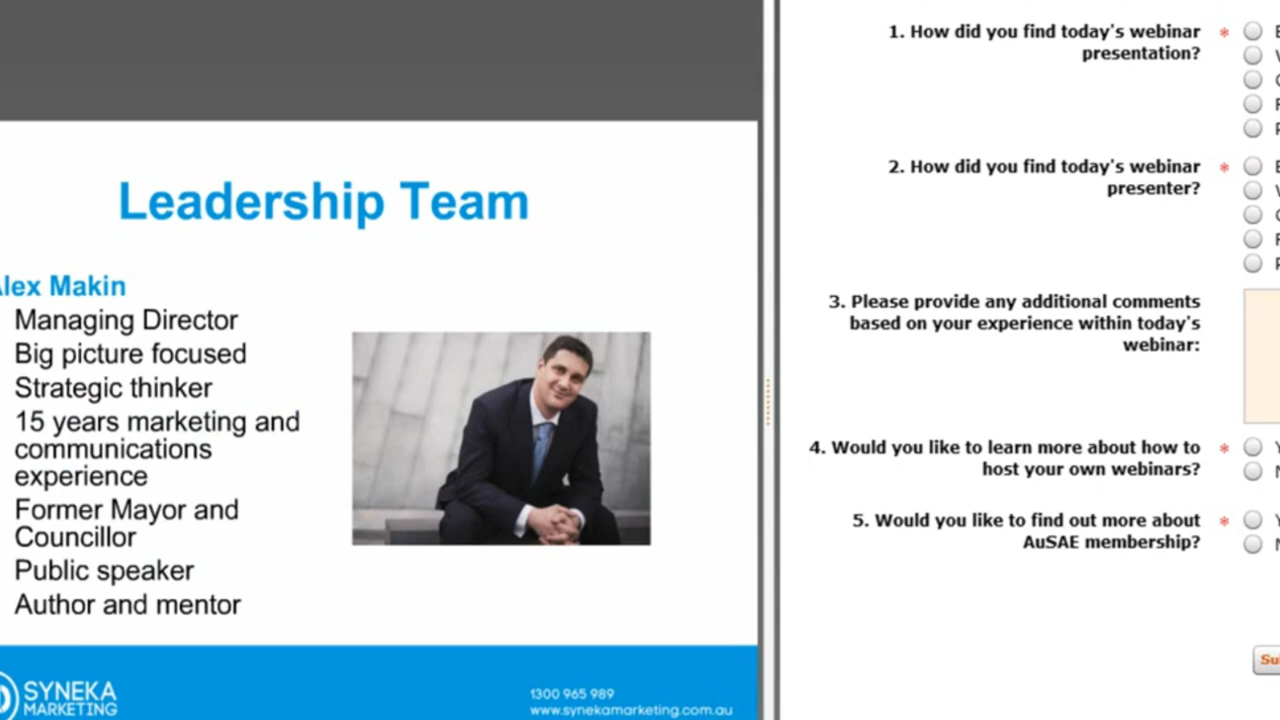 Leadership Team
Alex Makin
Managing Director
Big picture focused
Strategic thinker
15 years marketing and
communications
experience
Former Mayor and
Councillor
Public speaker
Author and mentor
SYNEKA
MARKETING
1300 965 989
www.synekamarketing.com.au
1. How did you find today's webinar *
presentation?
2. How did you find today's webinar *
presenter?
3. Please provide any additional comments
based on your experience within today's
webinar:
4. Would you like to learn more about how to *
host your own webinars?
5. Would you like to find out more about *
AuSAE membership?